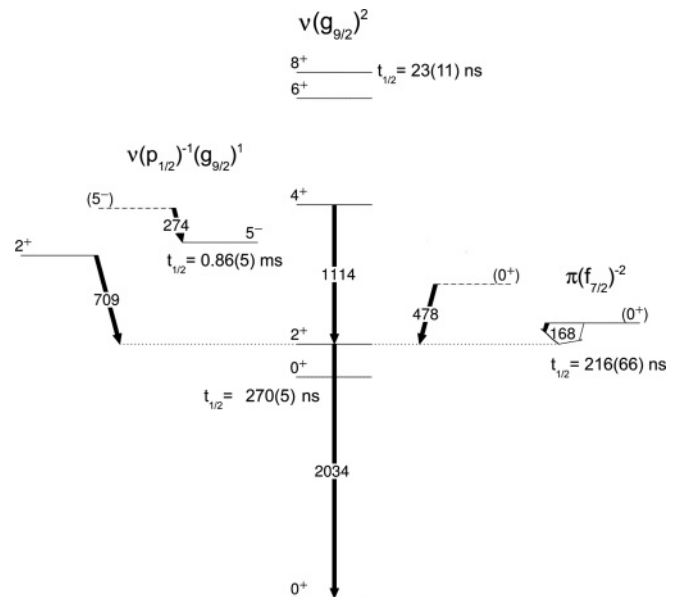 ν(g9/2)2
8+
t1/2= 23(11) ns
6+
ν(p1/2)-1(g9/2)1
(5−)
274
5−
t1/2= 0.86(5) ms
2+
709
4+
1114
(0+)
478
π(f7/2)-2
(0+)
168
t1/2= 216(66) ns
2+
0+
t1/2= 270(5) ns
2034
0+